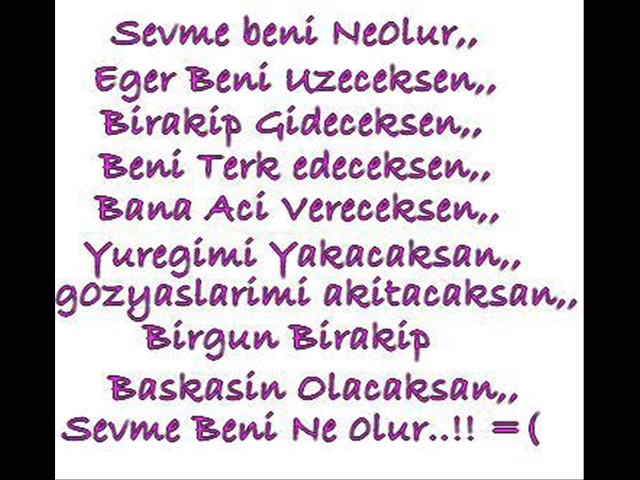 Sevme beni NeOlur,,
Eger Beni Uzeceksen,,
Birakip Gideceksen,,
Beni Terk edeceksen,,
Bana Aci Vereceksen,,
Yuregimi Yakacaksan,,
gozyaslarimi akitacaksan,,
Birgun Birakip
Baskasin Olacaksan,,
Sevme Beni Ne Olur..!! =(